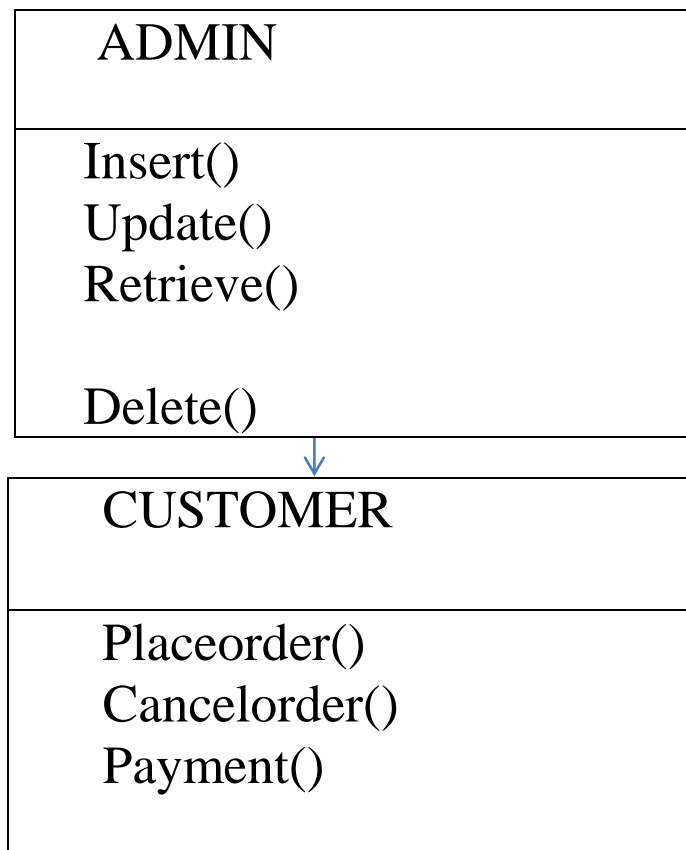 ADMIN
Insert()
Update()
Retrieve()
Delete()
CUSTOMER
Placeorder()
Cancelorder()
Payment()